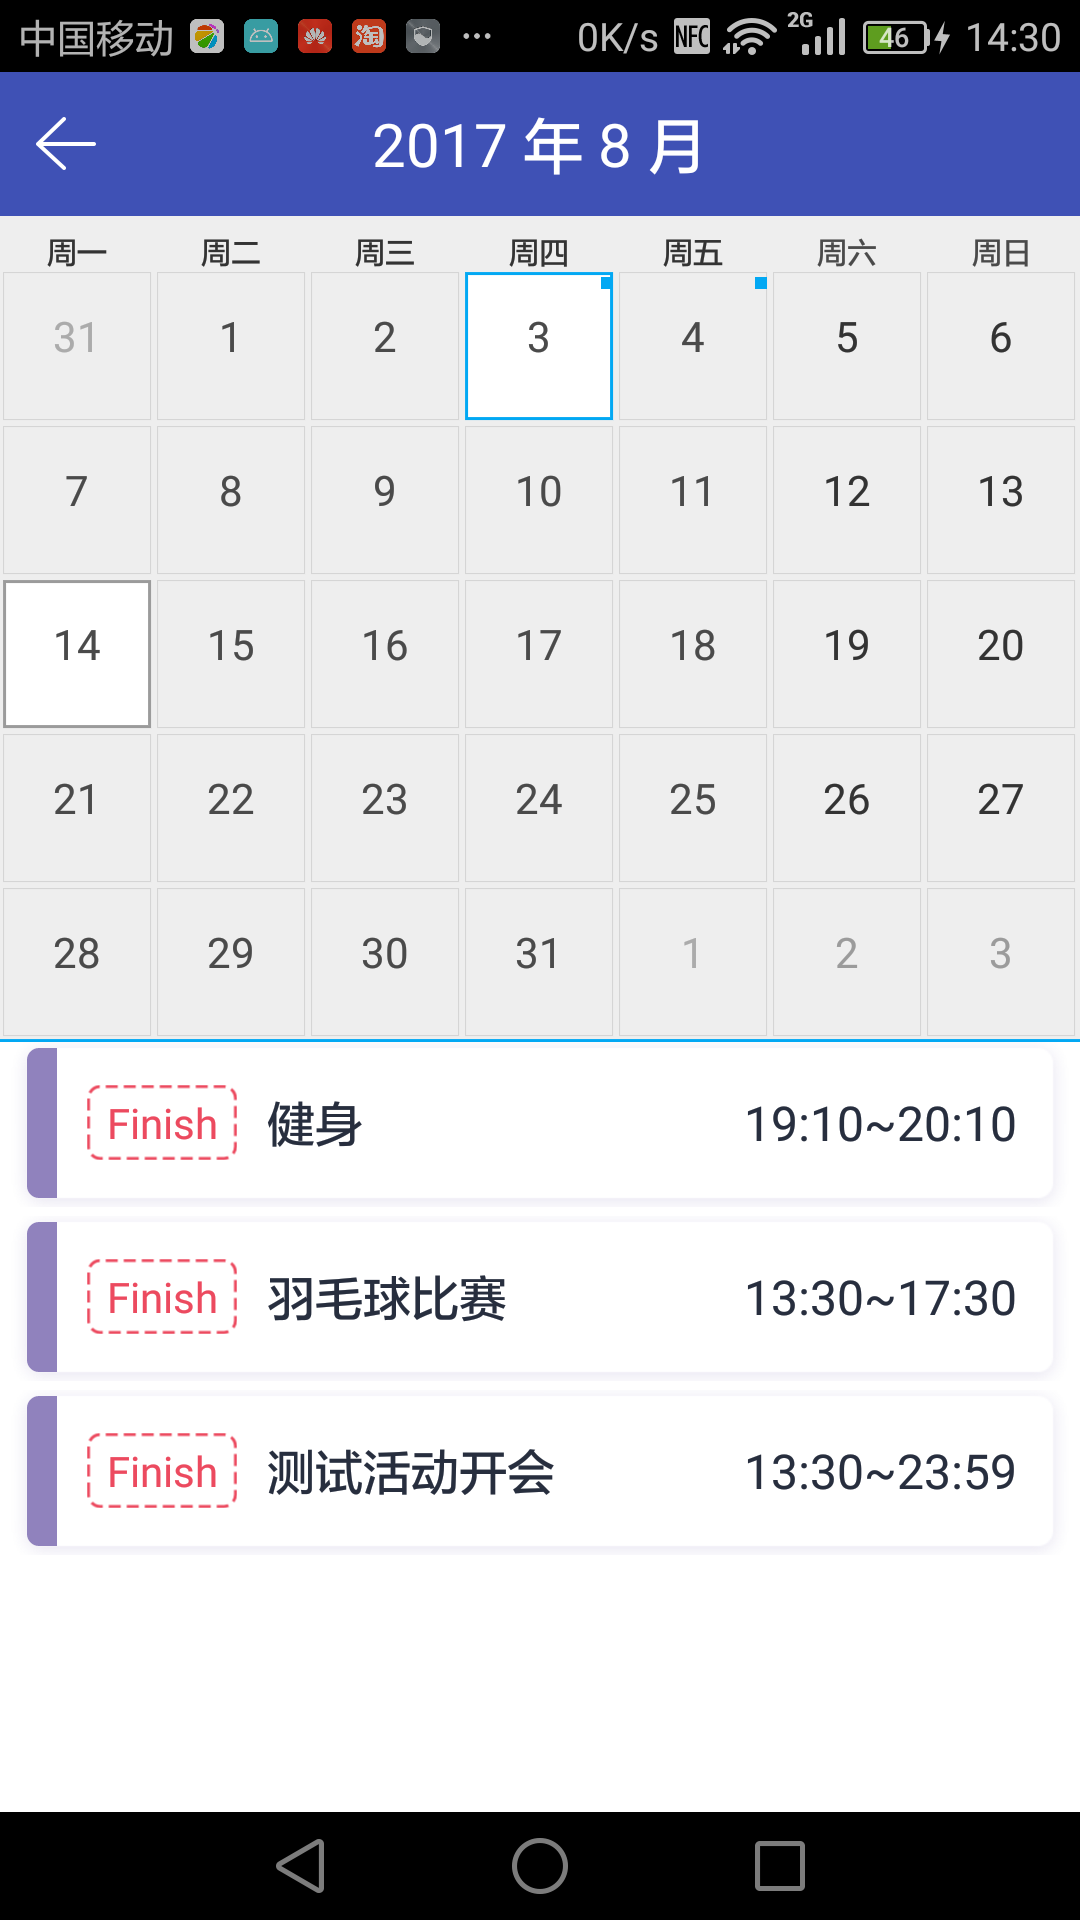 中国移动 淘 ... 0K/s NFC 2G 46 14:30
2017 年 8 月
周一 周二 周三 周四 周五 周六 周日
31 1 2 3 4 5 6
7 8 9 10 11 12 13
14 15 16 17 18 19 20
21 22 23 24 25 26 27
28 29 30 31 1 2 3
Finish 健身 19:10~20:10
Finish 羽毛球比赛 13:30~17:30
Finish 测试活动开会 13:30~23:59